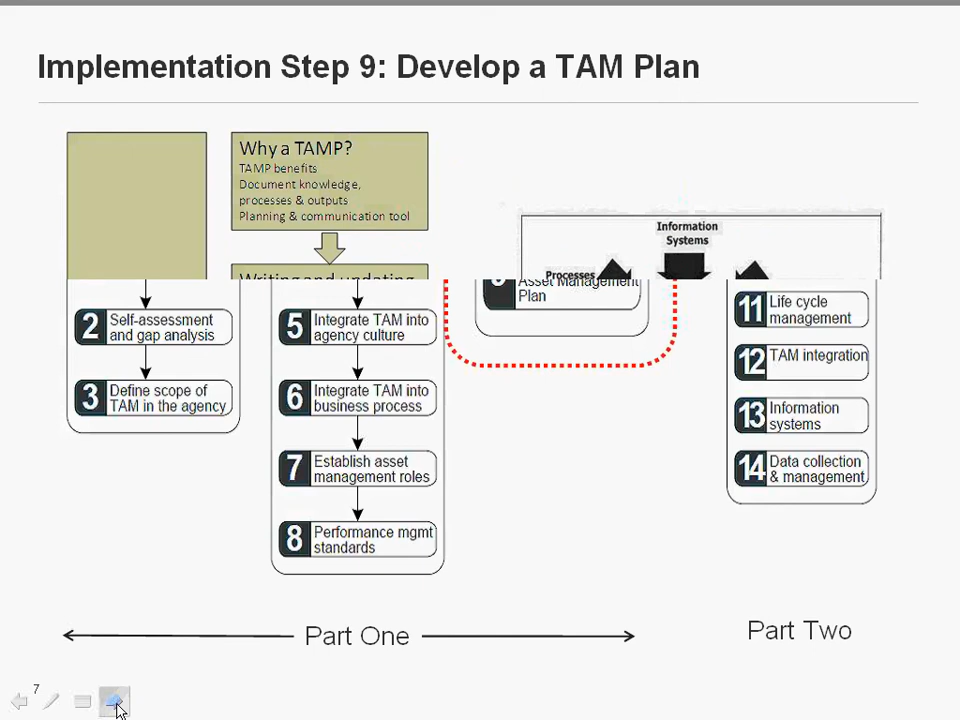 Implementation Step 9: Develop a TAM Plan
Why a TAMP?
TAMP benefits
Document knowledge,
processes & outputs
Planning & communication tool
Writing and updating
Information
Systems
Processes
Asset Management
Plan
2 Self-assessment
and gap analysis
3 Define scope of
TAM in the agency
5 Integrate TAM into
agency culture
6 Integrate TAM into
business process
7 Establish asset
management roles
8 Performance mgmt
standards
11 Life cycle
management
12 TAM integration
13 Information
systems
14 Data collection
& management
Part One
Part Two
7